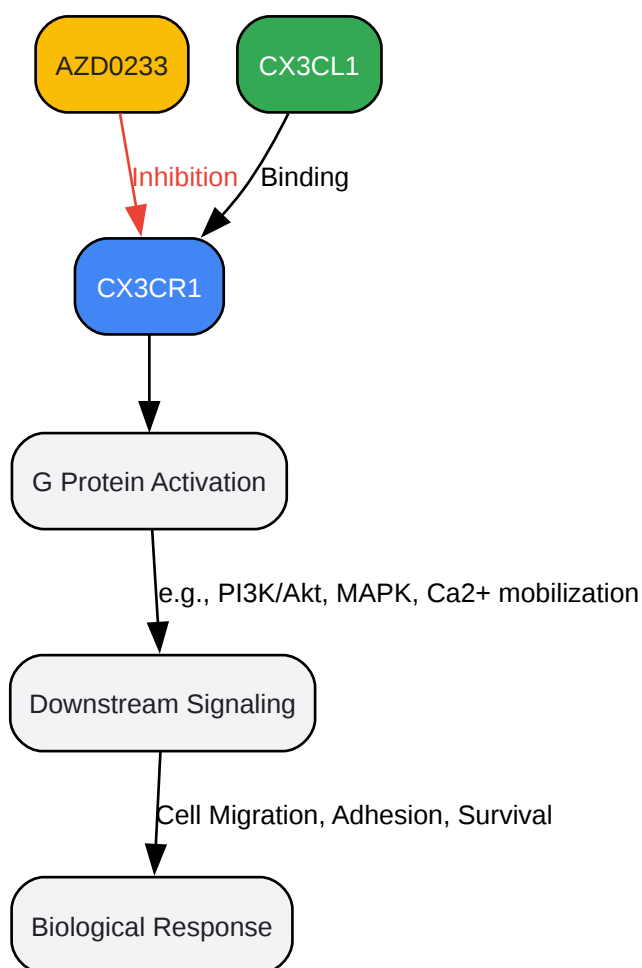 AZD0233
CX3CL1
Inhibition
Binding
CX3CR1
G Protein Activation
e.g., PI3K/Akt, MAPK, Ca2+ mobilization
Downstream Signaling
Cell Migration, Adhesion, Survival
Biological Response